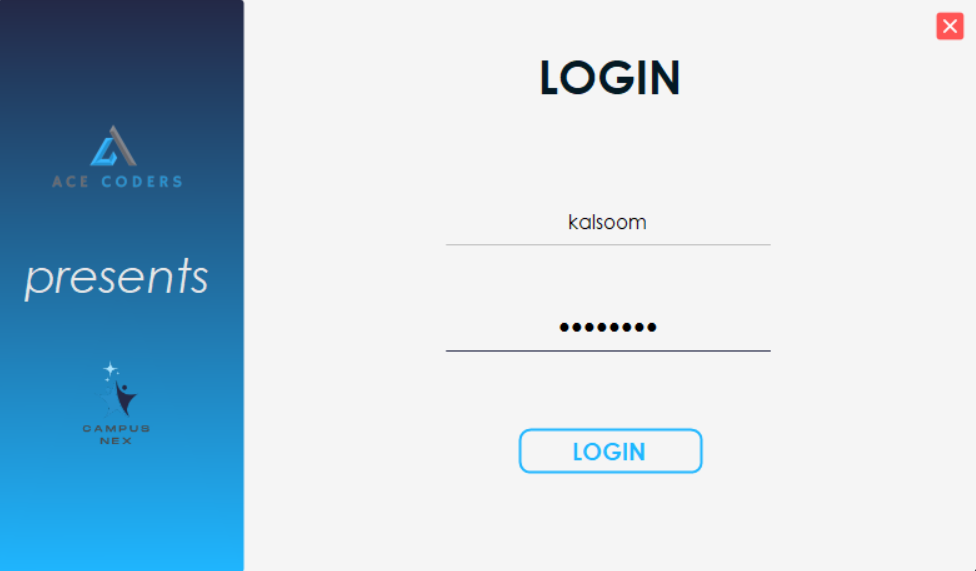 ACE CODERS
presents
CAMPUS
NEX
LOGIN
kalsoom
••••••••
LOGIN